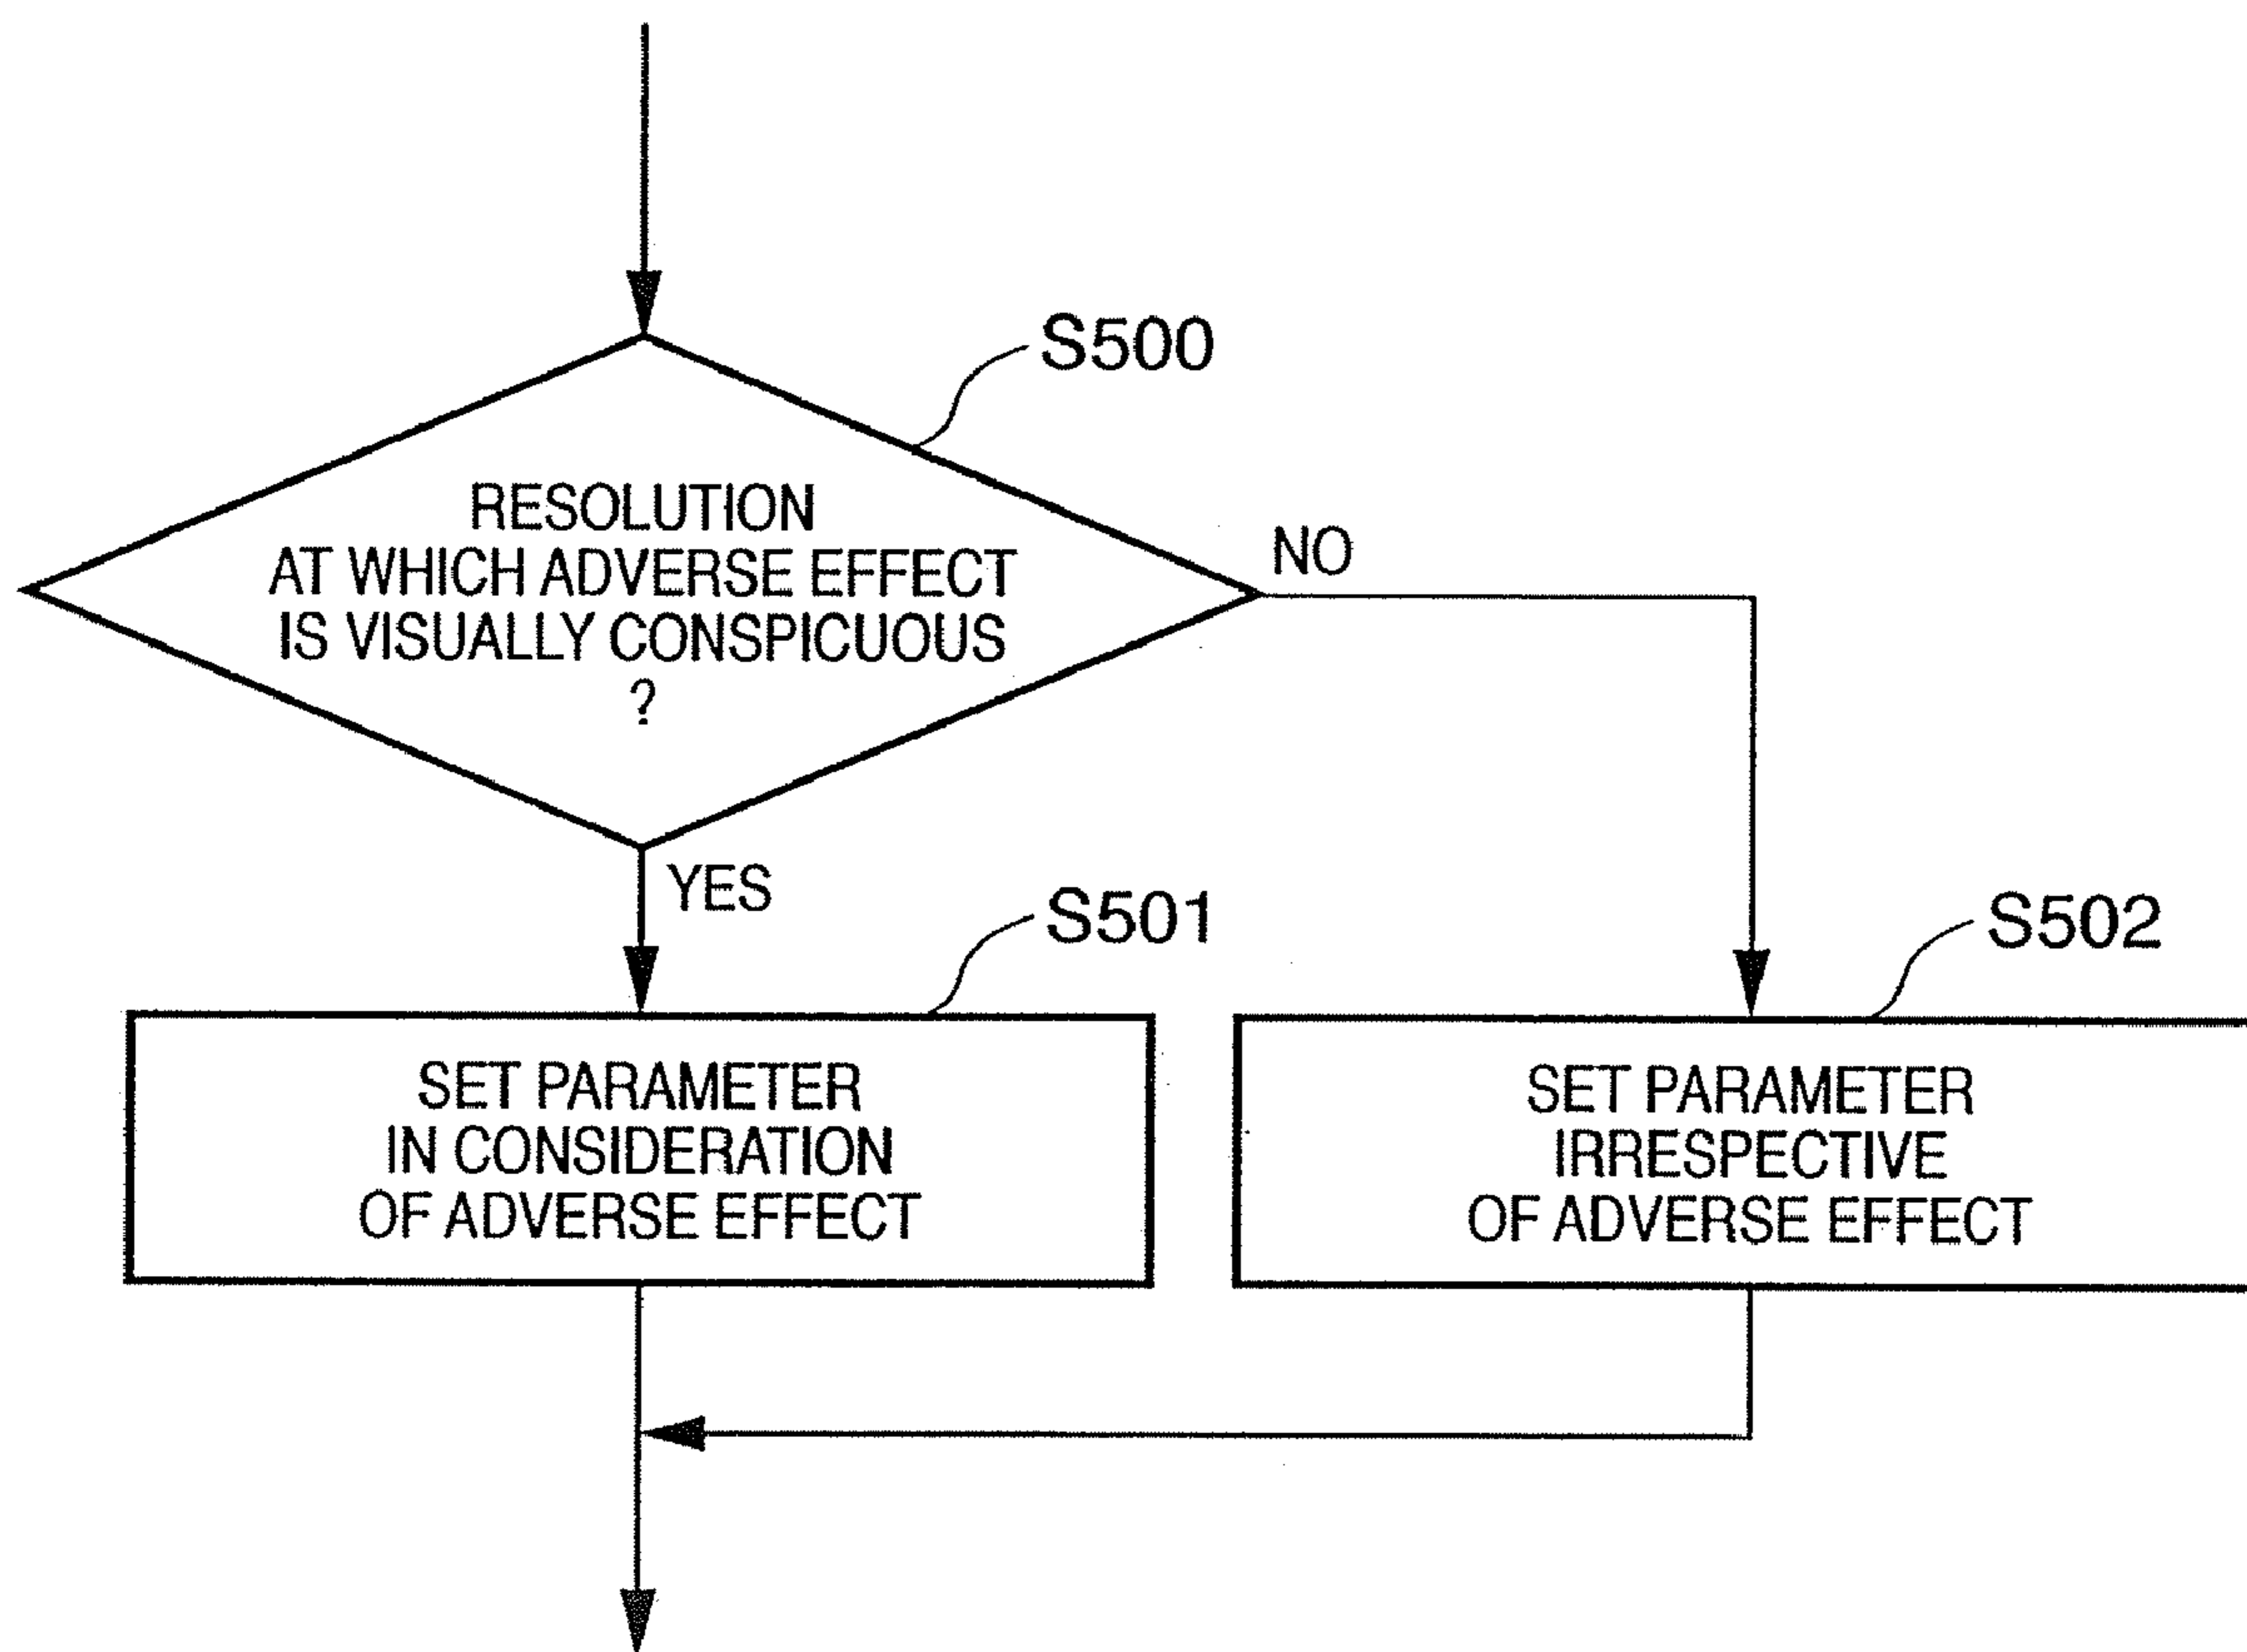 S500
RESOLUTION
AT WHICH ADVERSE EFFECT
IS VISUALLY CONSPICUOUS
?
NO
YES
S501
S502
SET PARAMETER
IN CONSIDERATION
OF ADVERSE EFFECT
SET PARAMETER
IRRESPECTIVE
OF ADVERSE EFFECT